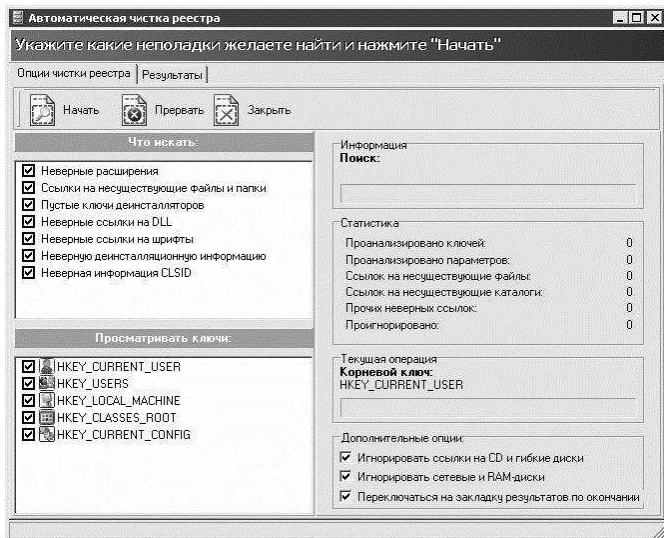 Автоматическая чистка реестра
Укажите какие неполадки желаете найти и нажмите "Начать"
Опции чистки реестра
Результаты
Начать
Прервать
Закрыть
Что искать:
Неверные расширения
Ссылки на несуществующие файлы и папки
Пустые ключи деинсталляторов
Неверные ссылки на DLL
Неверные ссылки на шрифты
Неверную деинсталляционную информацию
Неверная информация CLSID
Просматривать ключи:
HKEY_CURRENT_USER
HKEY_USERS
HKEY_LOCAL_MACHINE
HKEY_CLASSES_ROOT
HKEY_CURRENT_CONFIG
Информация
Поиск:
Статистика
Проанализировано ключей: 0
Проанализировано параметров: 0
Ссылок на несуществующие файлы: 0
Ссылок на несуществующие каталоги: 0
Прочих неверных ссылок: 0
Проигнорировано: 0
Текущая операция
Корневой ключ:
HKEY_CURRENT_USER
Дополнительные опции:
Игнорировать ссылки на CD и гибкие диски
Игнорировать сетевые и RAM-диски
Переключаться на закладку результатов по окончании